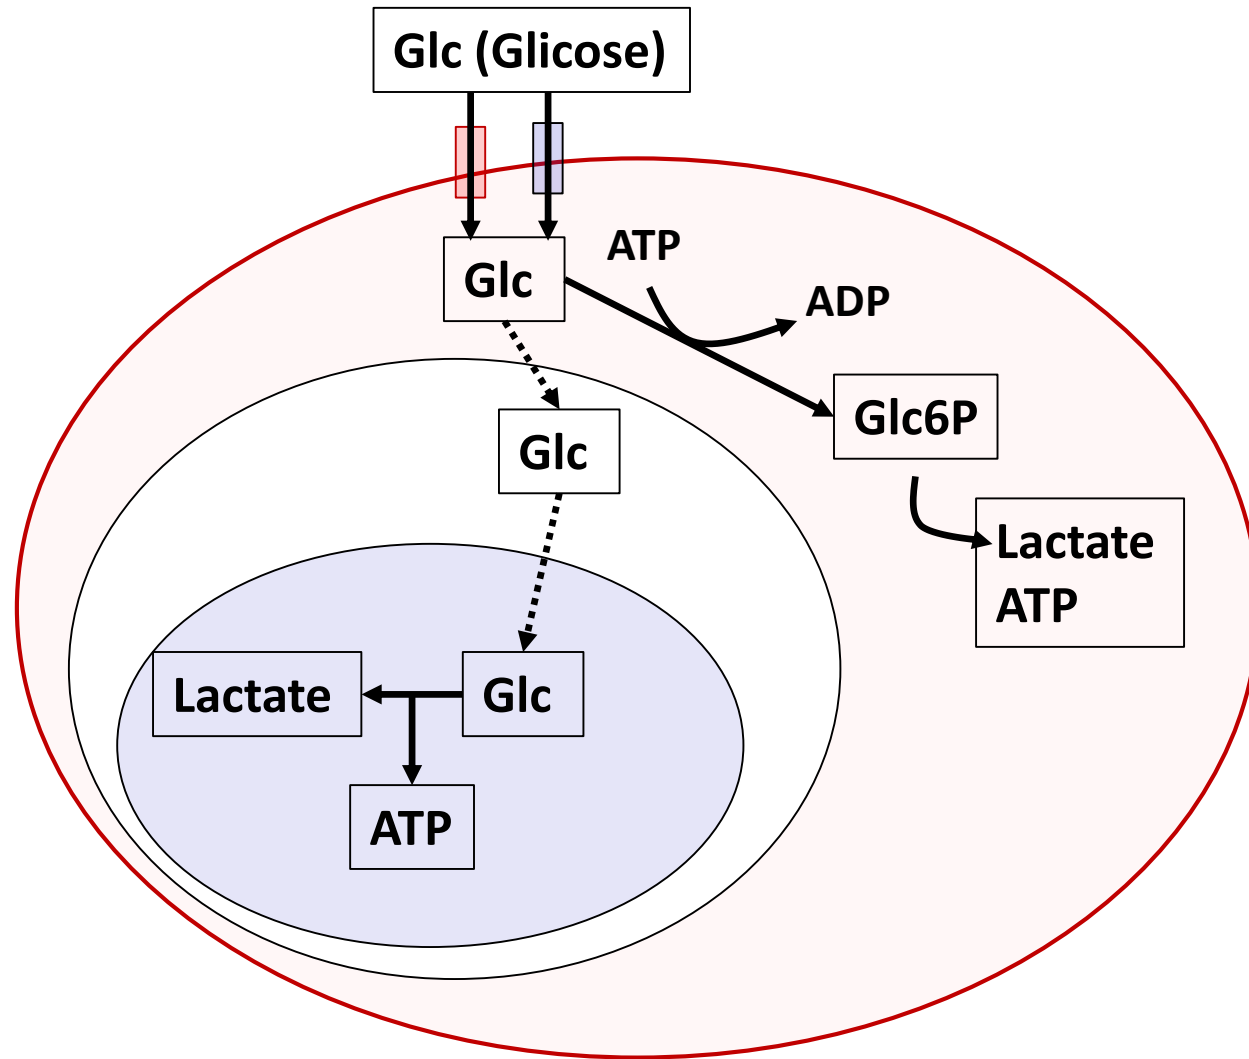 Glc (Glicose)
Glc
ATP
ADP
Glc6P
Glc
Lactate
ATP
Lactate
Glc
ATP